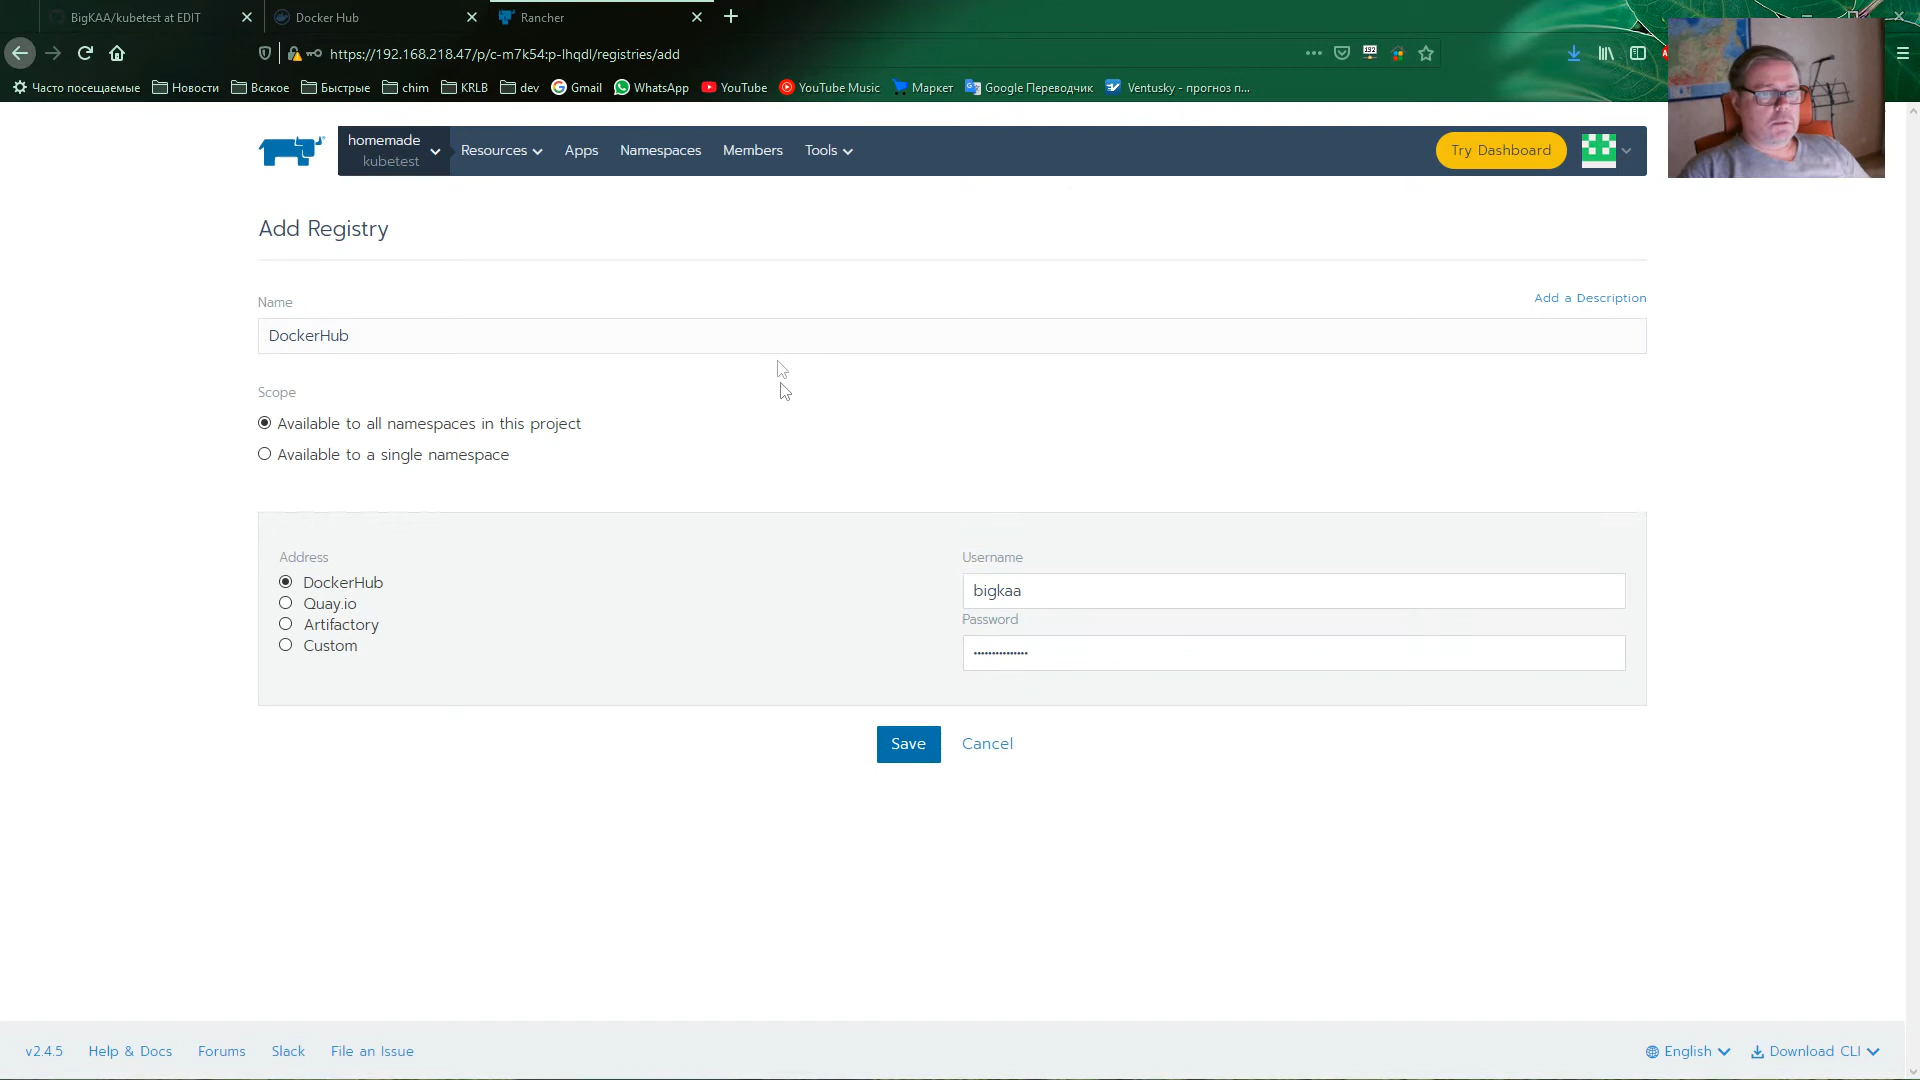 BigKAA/kubetest at EDIT
Docker Hub
Rancher
https://192.168.218.47/p/c-m7k54:p-lhqdl/registries/add
Часто посещаемые Новости Всякое Быстрые chim KRLB dev Gmail WhatsApp YouTube YouTube Music Маркет Google Переводчик Ventusky - прогноз п...
homemade
kubetest
Resources Apps Namespaces Members Tools Try Dashboard
Add Registry
Name
Add a Description
DockerHub
Scope
Available to all namespaces in this project
Available to a single namespace
Address
DockerHub
Quay.io
Artifactory
Custom
Username
bigkaa
Password
Save Cancel
v2.4.5 Help & Docs Forums Slack File an Issue English Download CLI